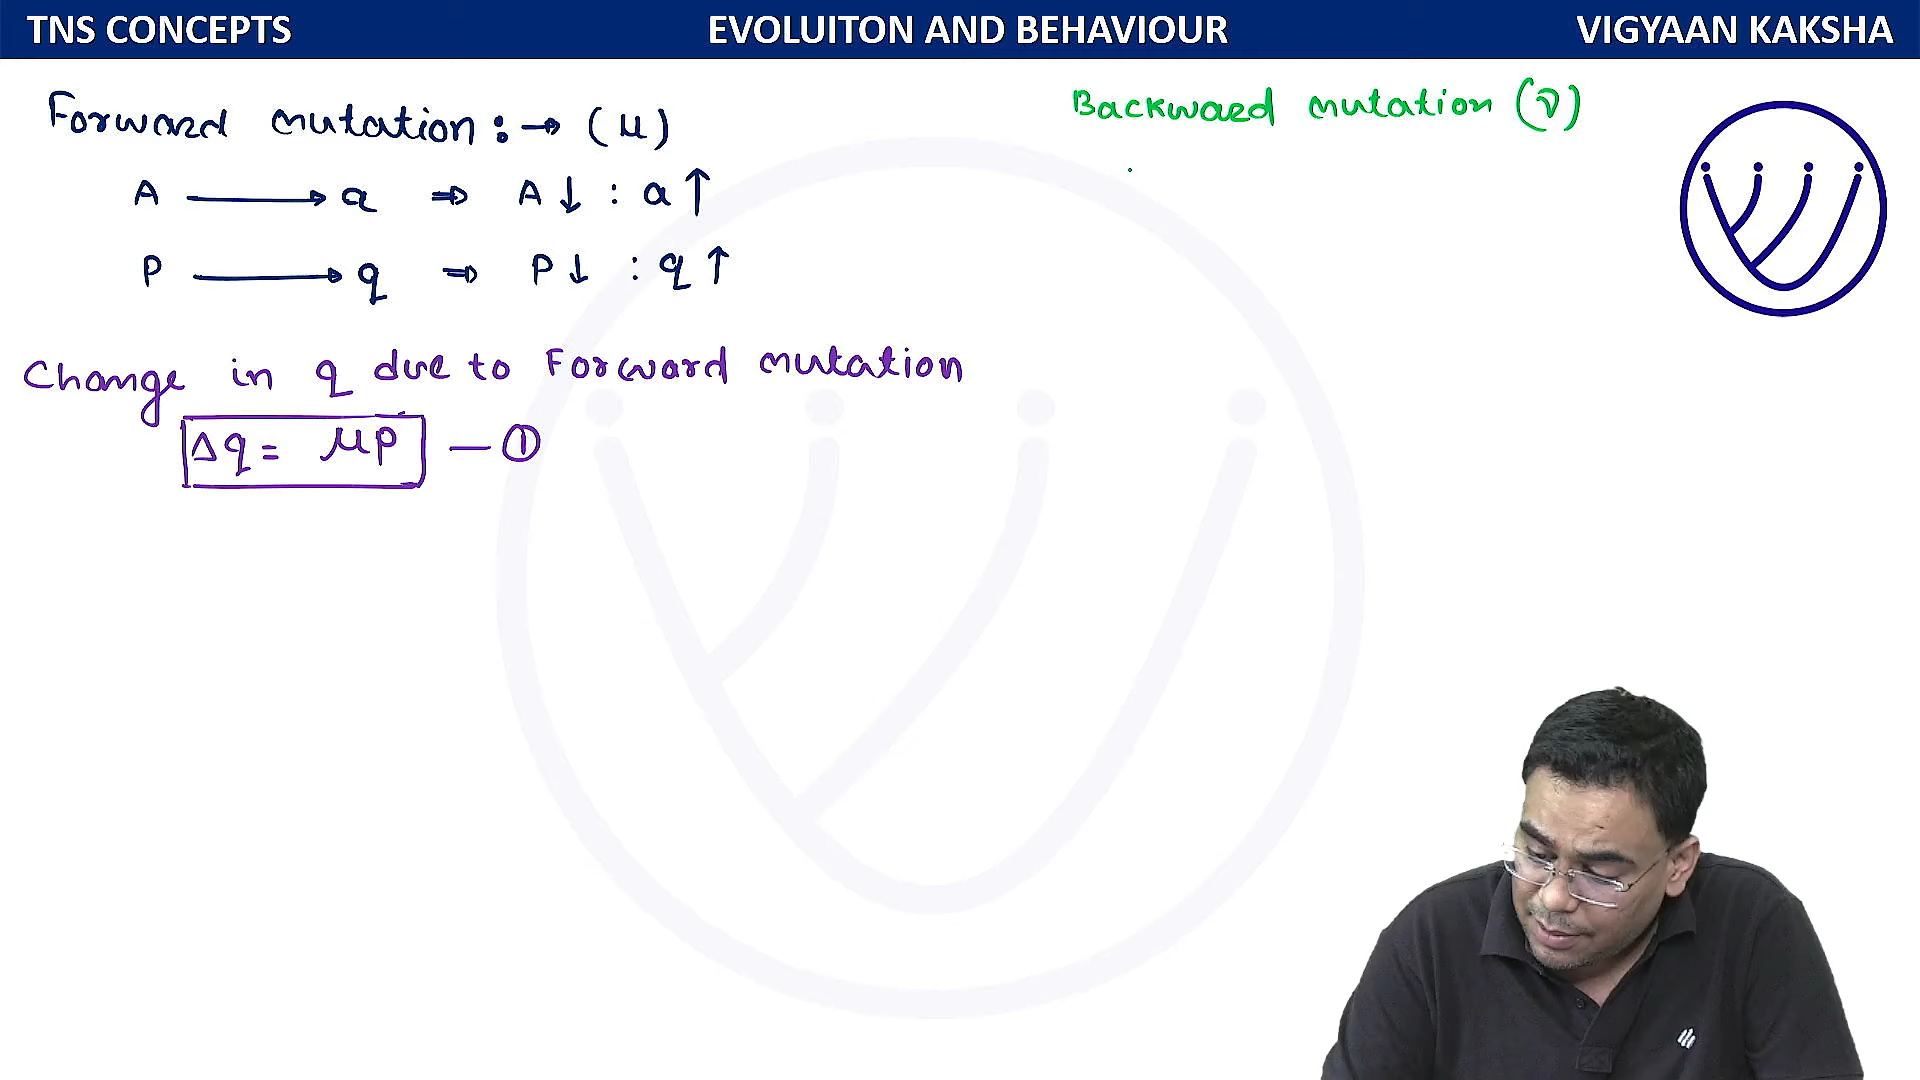 TNS CONCEPTS
EVOLUITON AND BEHAVIOUR
VIGYAAN KAKSHA
Forward mutation :→ (μ)
A → a ⇒ A↓ : a↑
P → q ⇒ P↓ : q↑
Change in q due to Forward mutation
Δq = μp — ①
Backward mutation (ν)